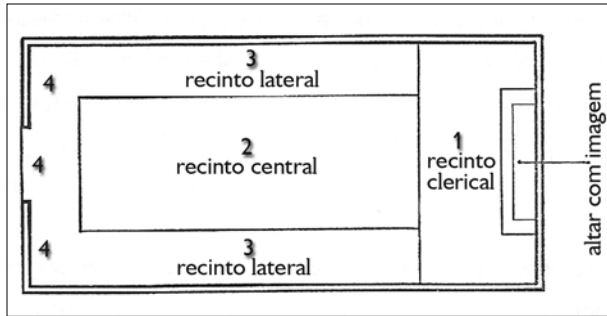 3
recinto lateral
4
2
recinto central
4
1
recinto
clerical
altar com imagem
3
recinto lateral
4